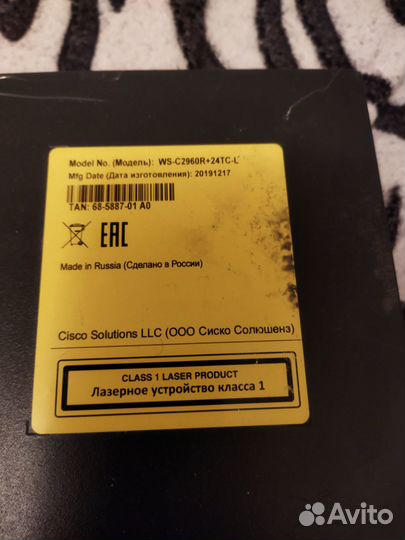 Model No. (Модель): WS-C2960R+24TC-L
Mfg Date (Дата изготовления): 20191217
TAN: 68-5887-01 A0
EAC
Made in Russia (Сделано в России)
Cisco Solutions LLC (ООО Сиско Солюшенз)
CLASS 1 LASER PRODUCT
Лазерное устройство класса 1
Avito